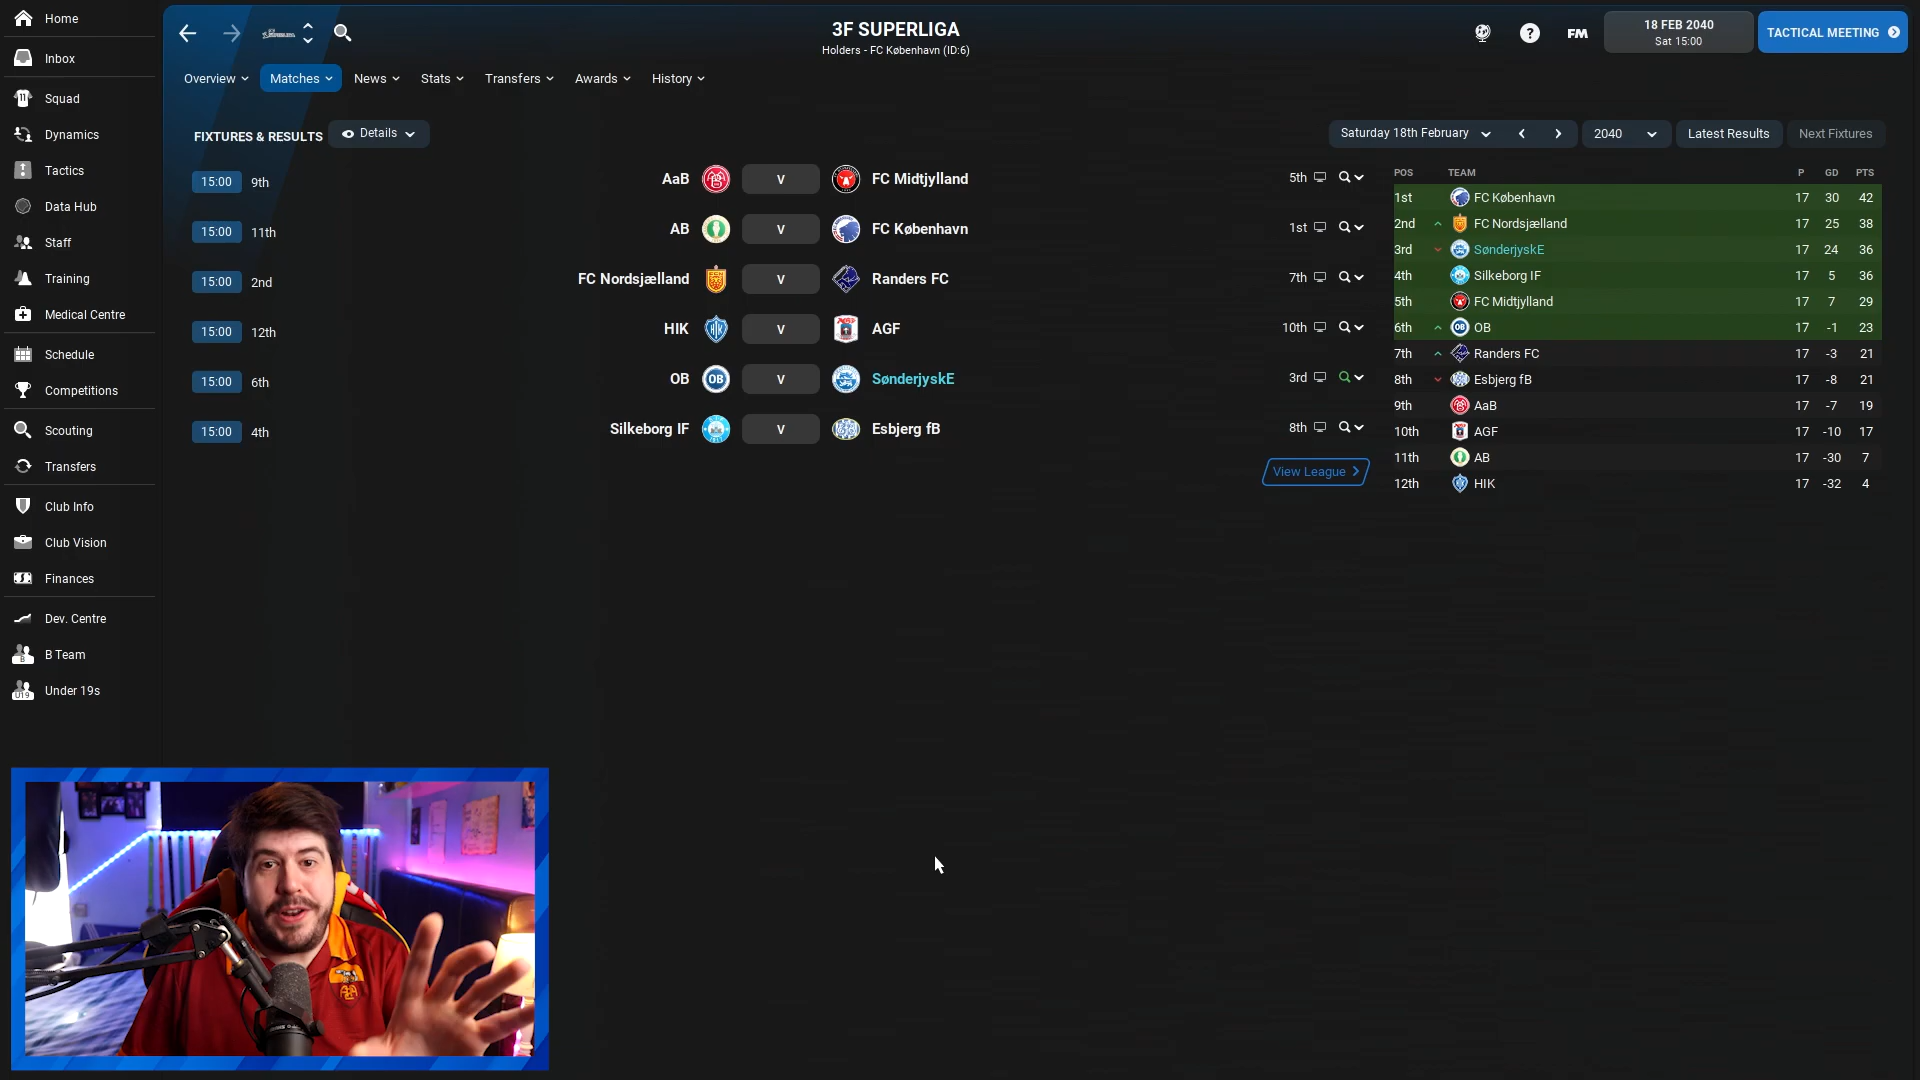 Home
Inbox
Squad
Dynamics
Tactics
Data Hub
Staff
Training
Medical Centre
Schedule
Competitions
Scouting
Transfers
Club Info
Club Vision
Finances
Dev. Centre
B Team
Under 19s
3F SUPERLIGA
Holders - FC København (ID:6)
FM
18 FEB 2040
Sat 15:00
TACTICAL MEETING
Overview Matches News Stats Transfers Awards History
FIXTURES & RESULTS Details
Saturday 18th February 2040 Latest Results Next Fixtures
15:00 9th AaB V FC Midtjylland 5th
15:00 11th AB V FC København 1st
15:00 2nd FC Nordsjælland V Randers FC 7th
15:00 12th HIK V AGF 10th
15:00 6th OB V SønderjyskE 3rd
15:00 4th Silkeborg IF V Esbjerg fB 8th
View League
POS TEAM P GD PTS
1st FC København 17 30 42
2nd FC Nordsjælland 17 25 38
3rd SønderjyskE 17 24 36
4th Silkeborg IF 17 5 36
5th FC Midtjylland 17 7 29
6th OB 17 -1 23
7th Randers FC 17 -3 21
8th Esbjerg fB 17 -8 21
9th AaB 17 -7 19
10th AGF 17 -10 17
11th AB 17 -30 7
12th HIK 17 -32 4